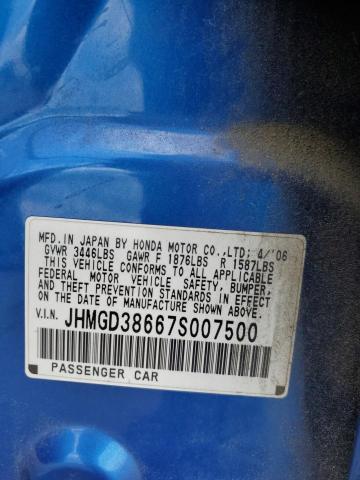 MFD.IN JAPAN BY HONDA MOTOR CO.,LTD; 4/'06
GVWR 3446LBS GAWR F 1876LBS R 1587LBS
THIS VEHICLE CONFORMS TO ALL APPLICABLE
FEDERAL MOTOR VEHICLE SAFETY, BUMPER,
AND THEFT PREVENTION STANDARDS IN EFFECT
ON THE DATE OF MANUFACTURE SHOWN ABOVE.
V.I.N. JHMGD38667S007500
PASSENGER CAR